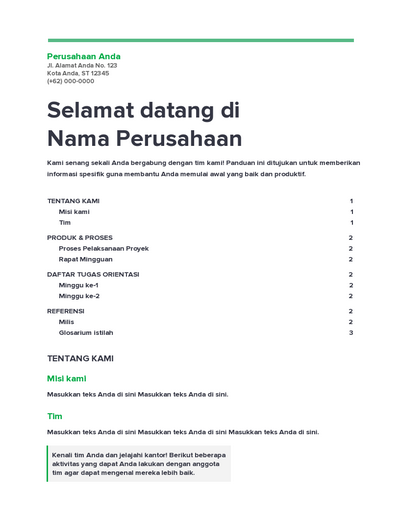 Perusahaan Anda
Jl. Alamat Anda No. 123
Kota Anda, ST 12345
(+62) 000-0000
Selamat datang di
Nama Perusahaan
Kami senang sekali Anda bergabung dengan tim kami! Panduan ini ditujukan untuk memberikan
informasi spesifik guna membantu Anda memulai awal yang baik dan produktif.
TENTANG KAMI 1
Misi kami 1
Tim 1
PRODUK & PROSES 2
Proses Pelaksanaan Proyek 2
Rapat Mingguan 2
DAFTAR TUGAS ORIENTASI 2
Minggu ke-1 2
Minggu ke-2 2
REFERENSI 2
Milis 2
Glosarium istilah 3
TENTANG KAMI
Misi kami
Masukkan teks Anda di sini Masukkan teks Anda di sini.
Tim
Masukkan teks Anda di sini Masukkan teks Anda di sini Masukkan teks Anda di sini.
Kenali tim Anda dan jelajahi kantor! Berikut beberapa
aktivitas yang dapat Anda lakukan dengan anggota
tim agar dapat mengenal mereka lebih baik.